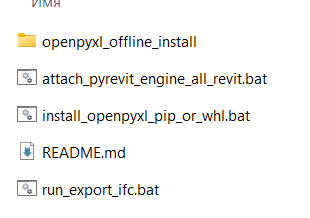 Имя
openpyxl_offline_install
attach_pyrevit_engine_all_revit.bat
install_openpyxl_pip_or_whl.bat
README.md
run_export_ifc.bat